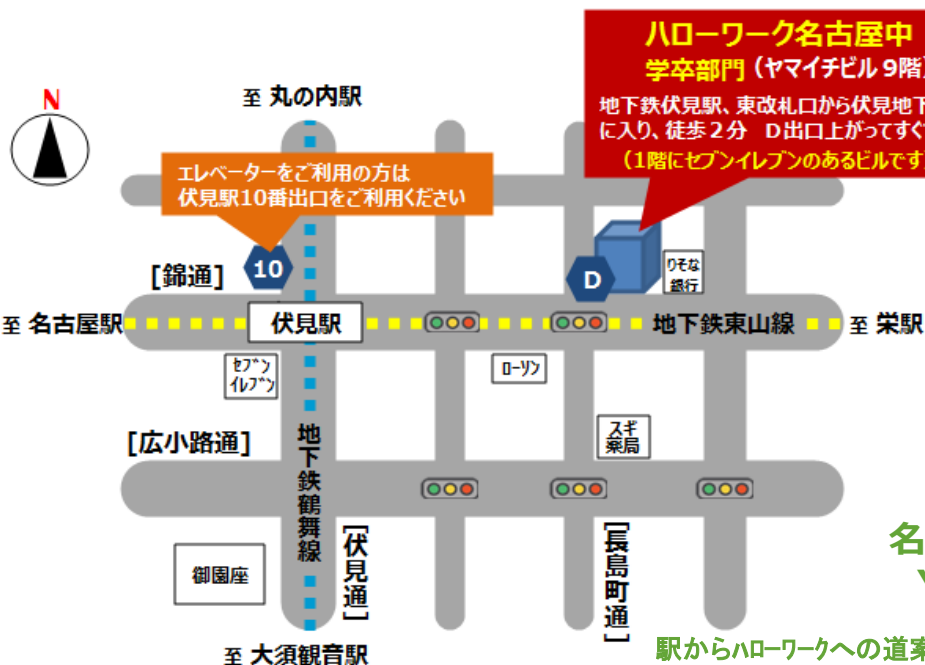 ハローワーク名古屋中
学卒部門（ヤマイチビル９階）
地下鉄伏見駅、東改札口から伏見地下
に入り、徒歩２分　D出口上がってすぐ
（1階にセブンイレブンのあるビルです
N
至 丸の内駅
エレベーターをご利用の方は
伏見駅10番出口をご利用ください
[錦通]
10
D
りそな
銀行
至 名古屋駅
伏見駅
地下鉄東山線
至 栄駅
セブン
イレブン
ローソン
[広小路通]
スギ
薬局
地下鉄鶴舞線
[伏見通]
[長島町通]
御園座
名
至 大須観音駅
駅からハローワークへの道案